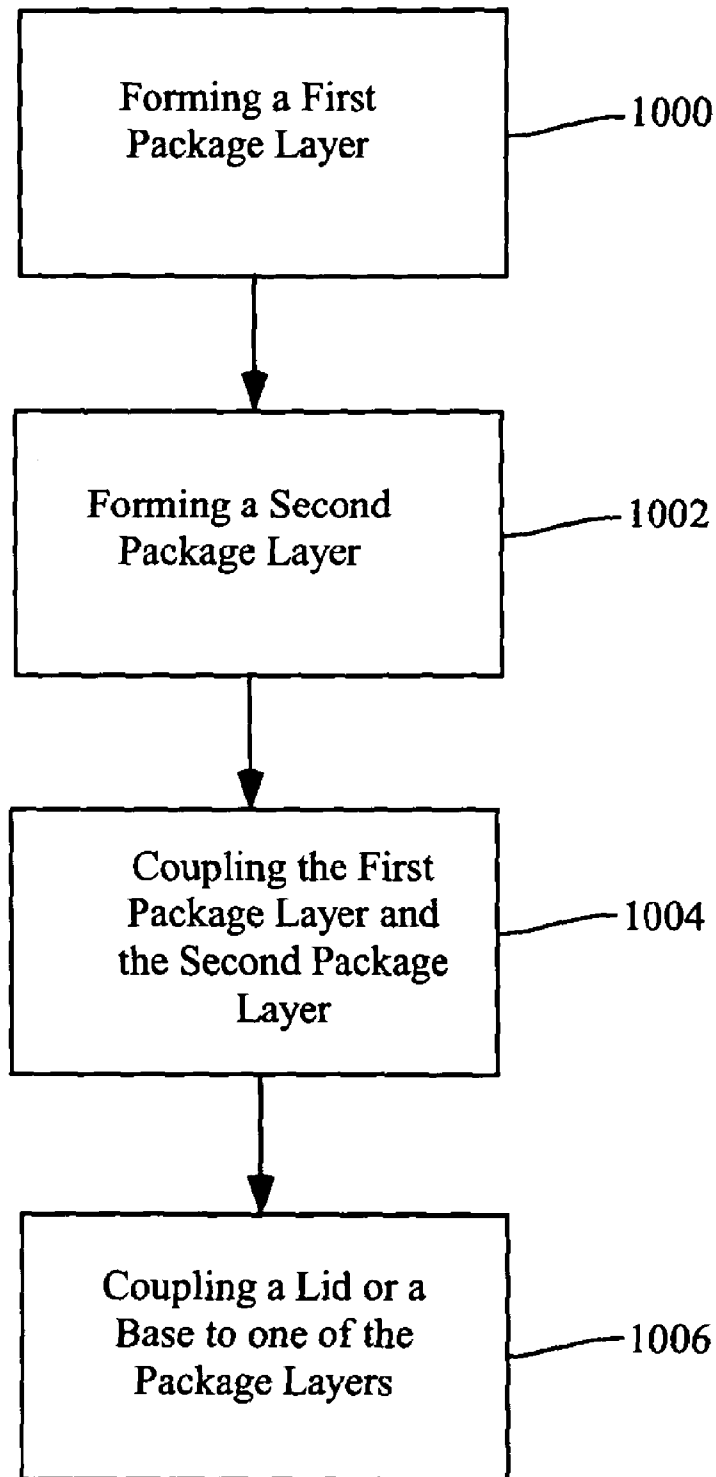 Forming a First
Package Layer
1000
Forming a Second
Package Layer
1002
Coupling the First
Package Layer and
the Second Package
Layer
1004
Coupling a Lid or a
Base to one of the
Package Layers
1006